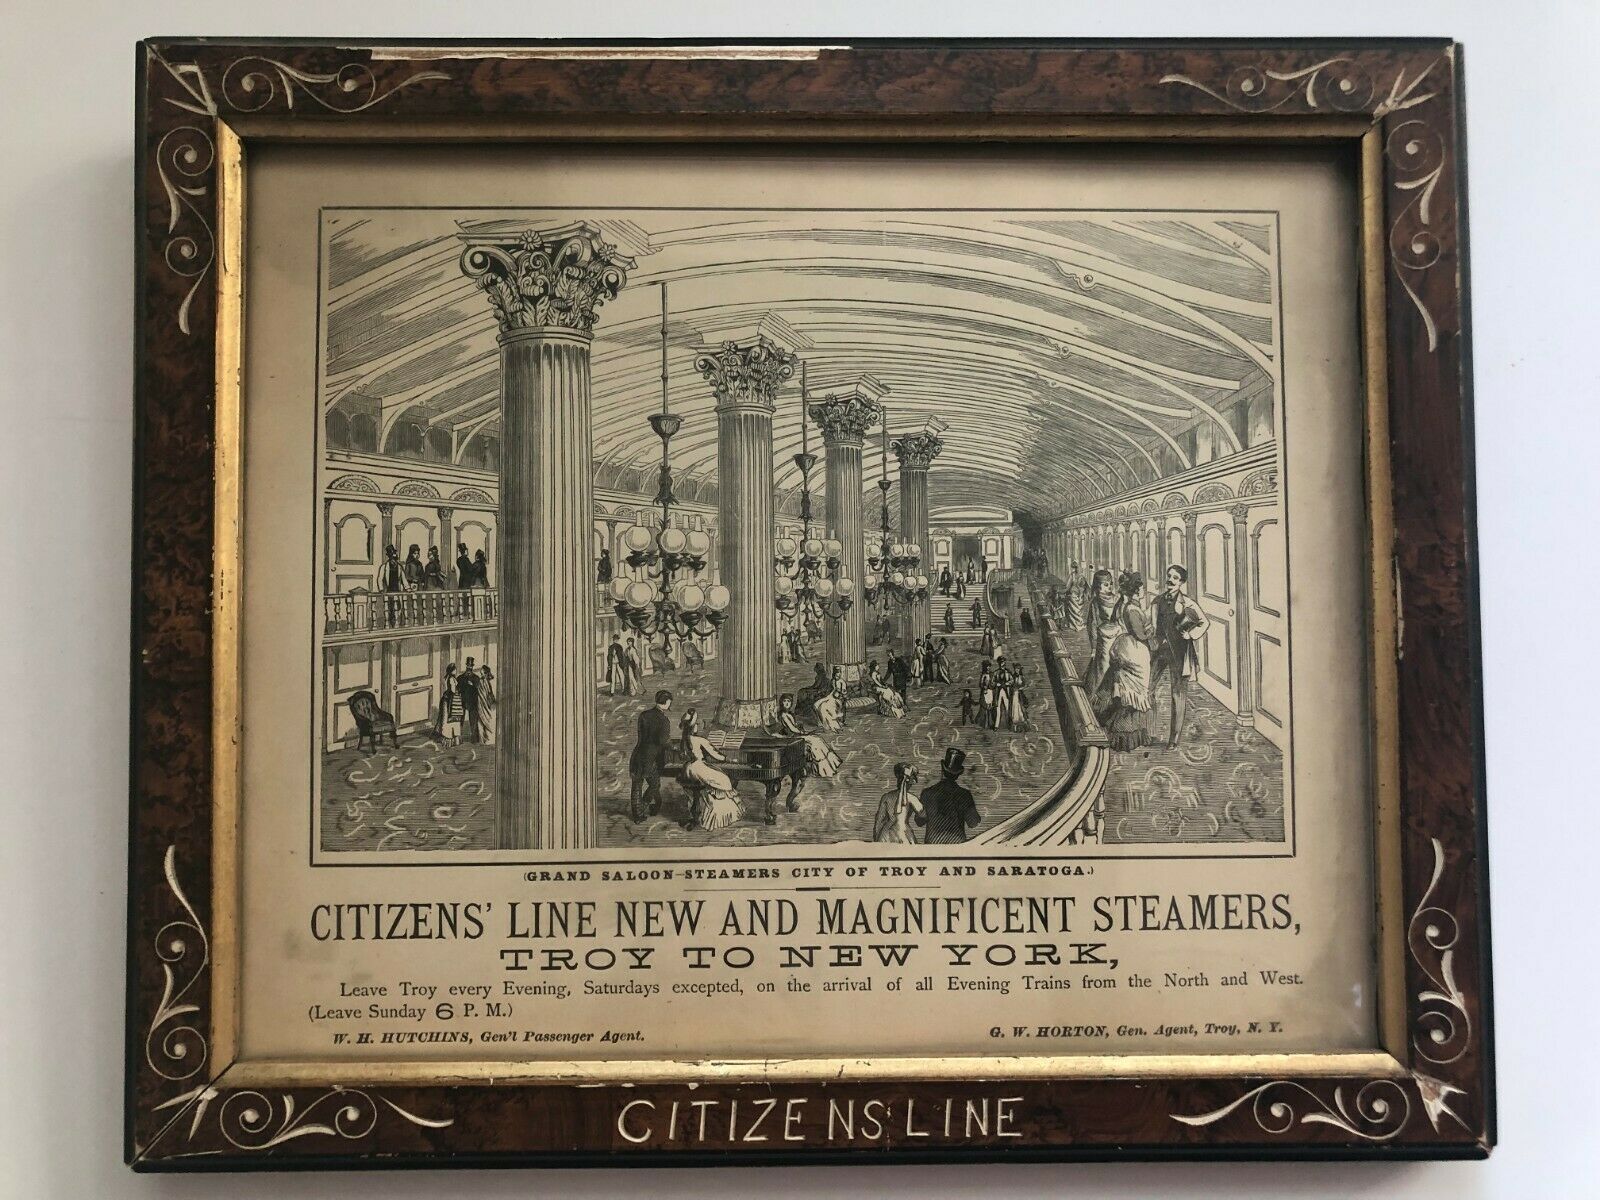 (GRAND SALOON—STEAMERS CITY OF TROY AND SARATOGA.)
CITIZENS' LINE NEW AND MAGNIFICENT STEAMERS,
TROY TO NEW YORK,
Leave Troy every Evening, Saturdays excepted, on the arrival of all Evening Trains from the North and West.
(Leave Sunday 6 P. M.)
W. H. HUTCHINS, Gen'l Passenger Agent.
G. W. HORTON, Gen. Agent, Troy, N. Y.
CITIZENS LINE